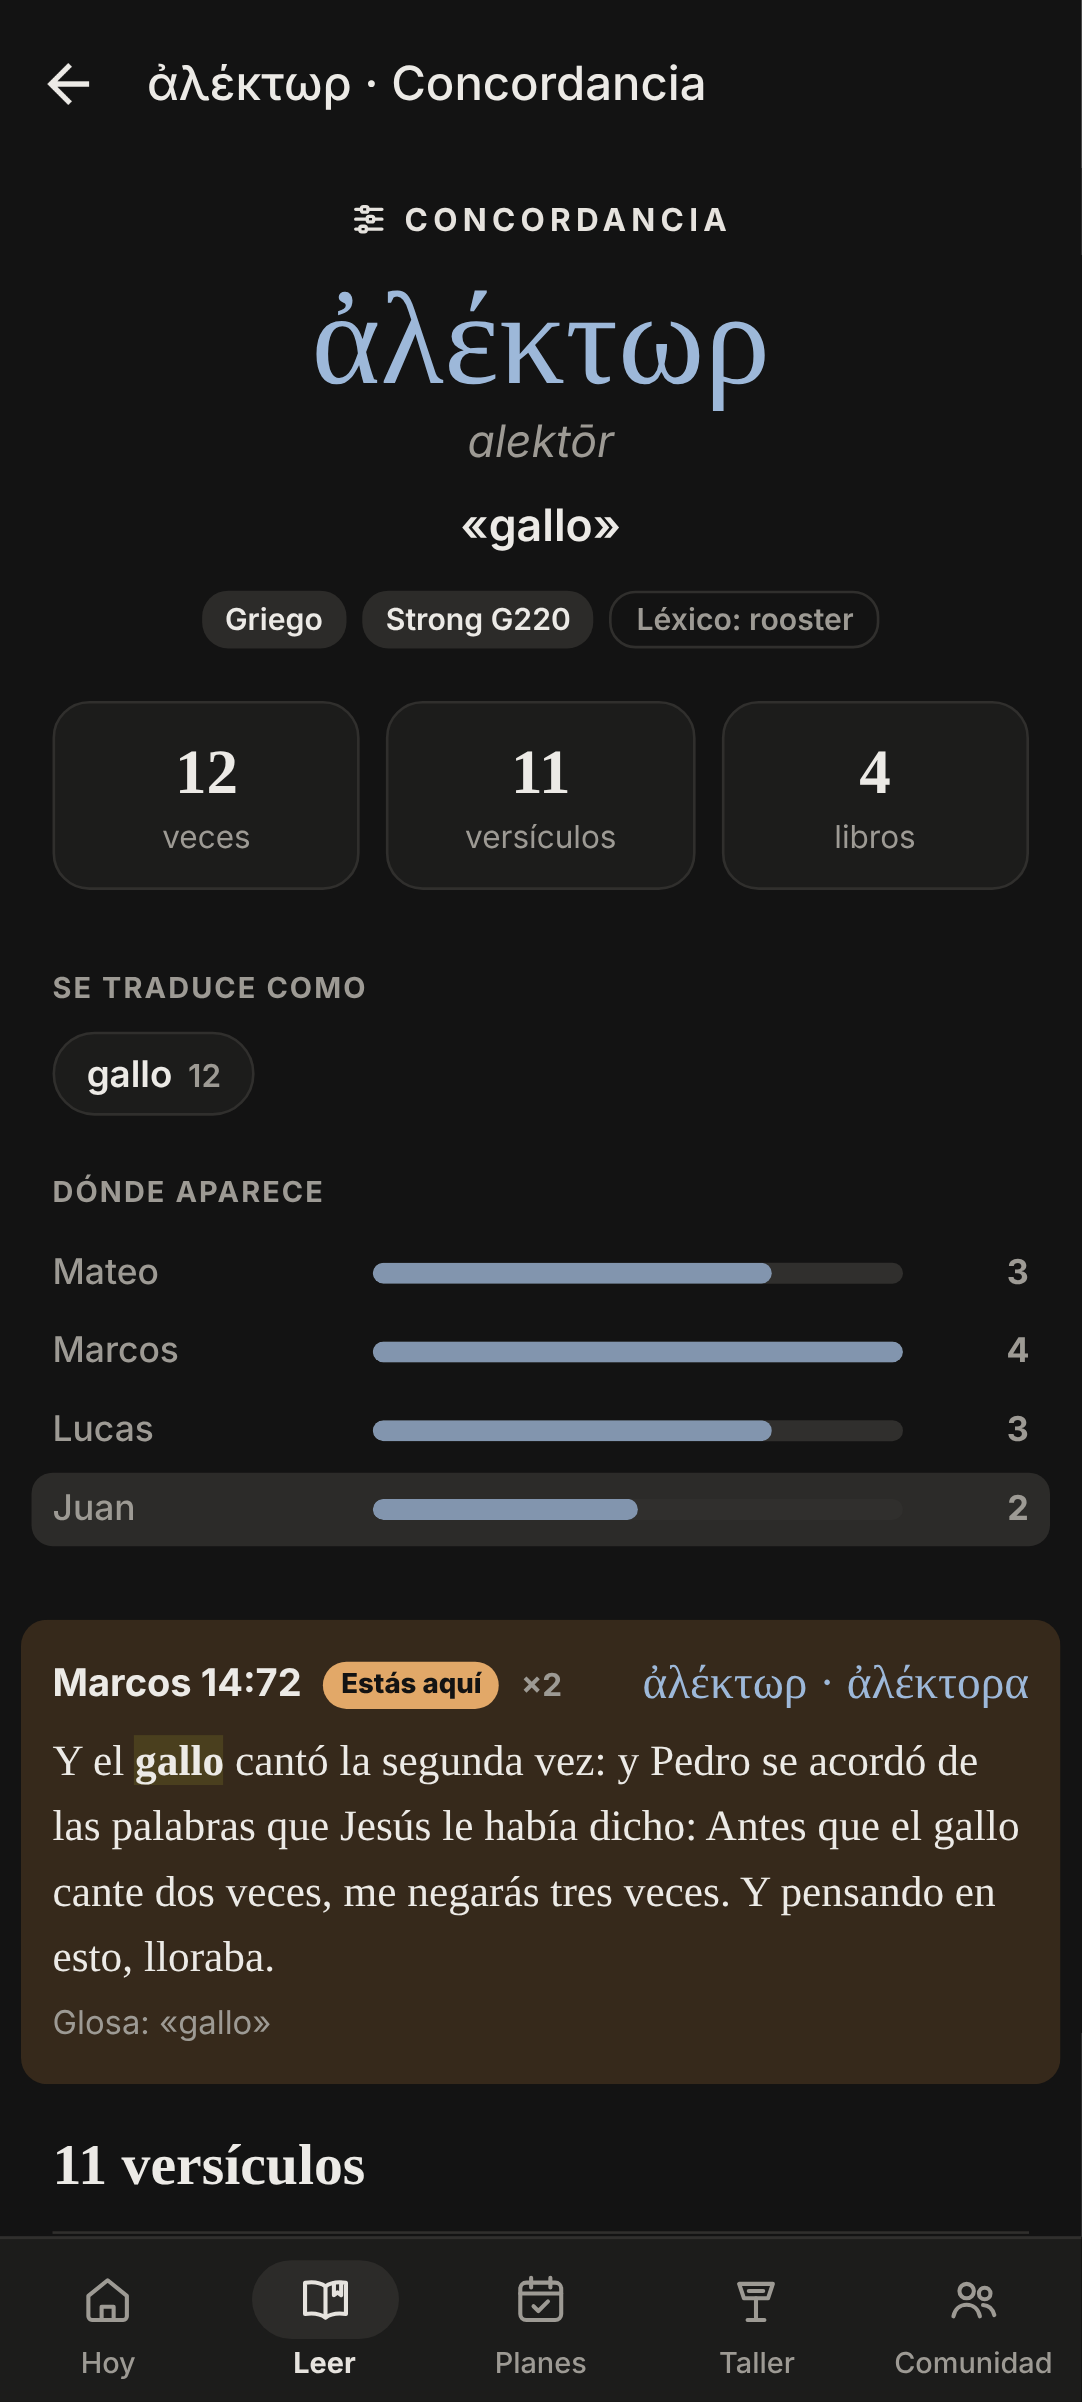 ἀλέκτωρ · Concordancia
CONCORDANCIA
ἀλέκτωρ
alektōr
«gallo»
Griego Strong G220 Léxico: rooster
12 11 4
veces versículos libros
SE TRADUCE COMO
gallo 12
DÓNDE APARECE
Mateo 3
Marcos 4
Lucas 3
Juan 2
Marcos 14:72 Estás aquí ×2 ἀλέκτωρ · ἀλέκτορα
Y el gallo cantó la segunda vez: y Pedro se acordó de
las palabras que Jesús le había dicho: Antes que el gallo
cante dos veces, me negarás tres veces. Y pensando en
esto, lloraba.
Glosa: «gallo»
11 versículos
Hoy Leer Planes Taller Comunidad